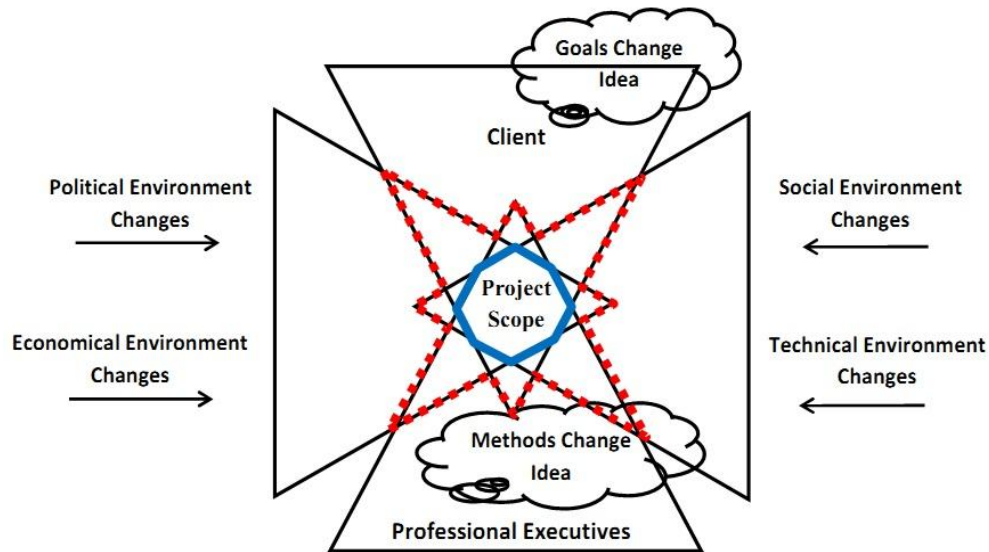 Goals Change
Idea
Client
Political Environment
Changes
Social Environment
Changes
Project
Scope
Economical Environment
Changes
Technical Environment
Changes
Methods Change
Idea
Professional Executives